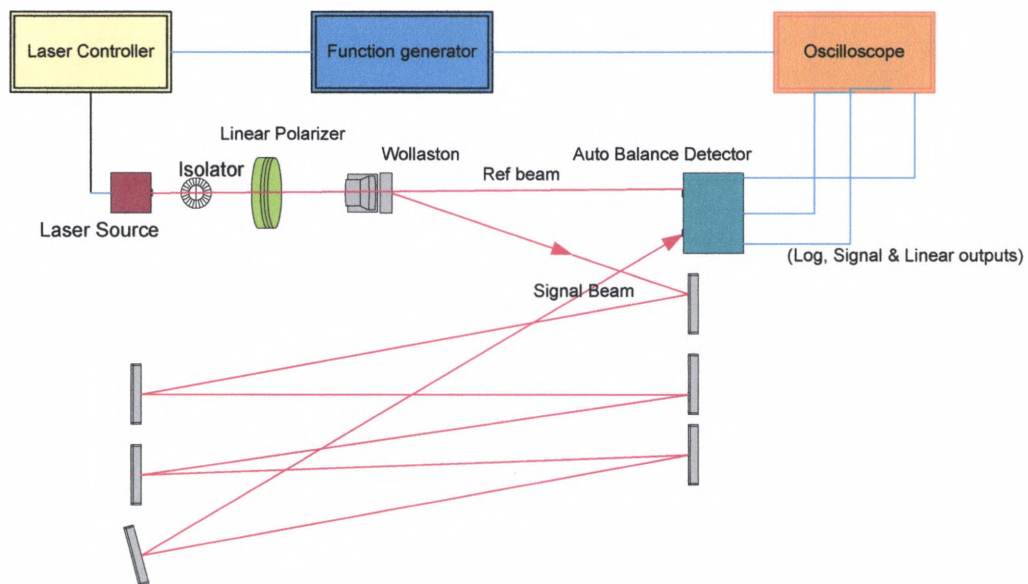 Laser Controller
Function generator
Oscilloscope
Linear Polarizer
Isolator
Wollaston
Ref beam
Auto Balance Detector
Laser Source
(Log, Signal & Linear outputs)
Signal Beam